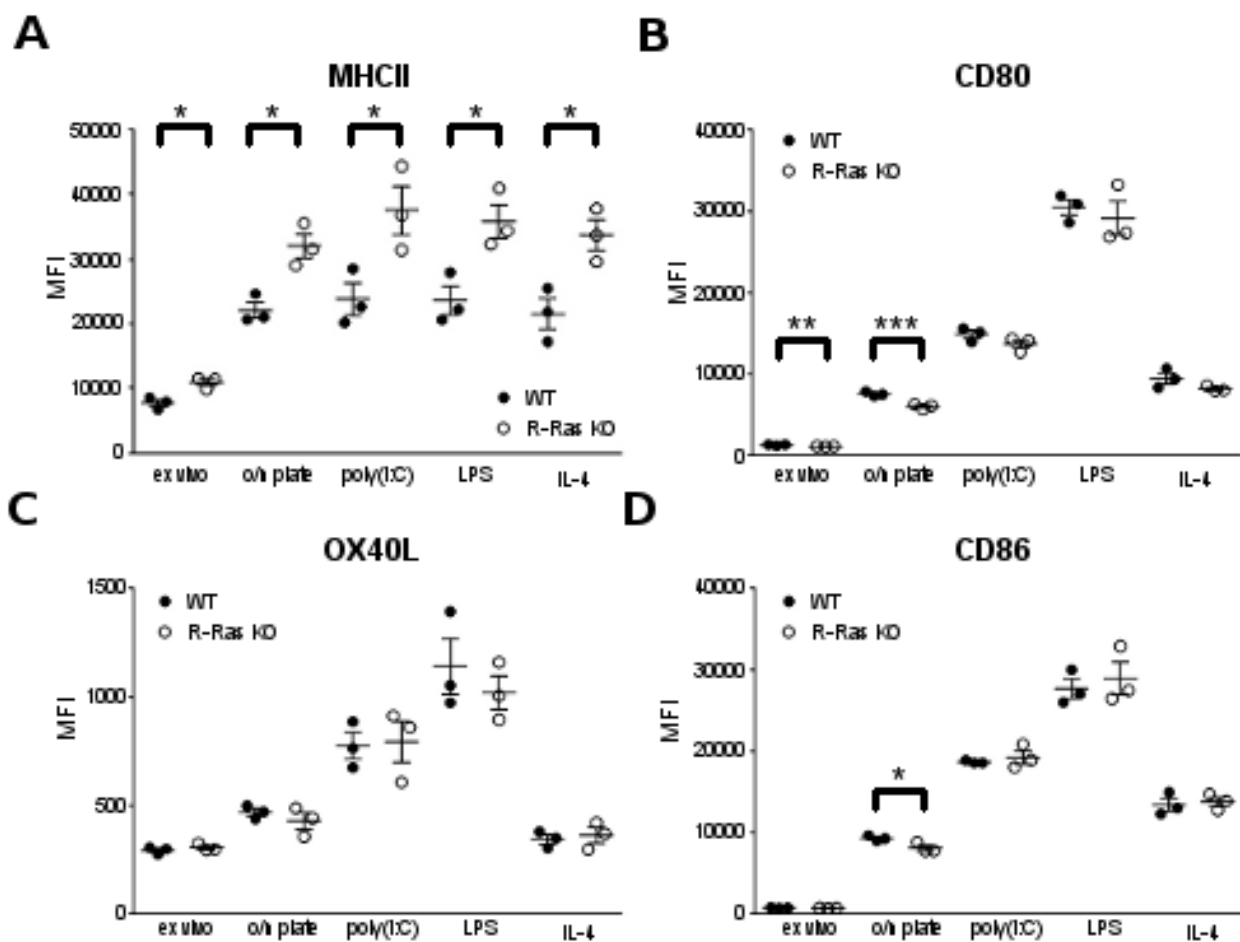 A
MHCII
* * * * *
50000
40000
30000
20000
10000
0
MFI
WT
R-Ras KO
ex vivo o/n plate poly(I:C) LPS IL-4
B
CD80
40000
30000
20000
10000
0
MFI
WT
R-Ras KO
** ***
ex vivo o/n plate poly(I:C) LPS IL-4
C
OX40L
1500
1000
500
0
MFI
WT
R-Ras KO
ex vivo o/n plate poly(I:C) LPS IL-4
D
CD86
40000
30000
20000
10000
0
MFI
WT
R-Ras KO
*
ex vivo o/n plate poly(I:C) LPS IL-4